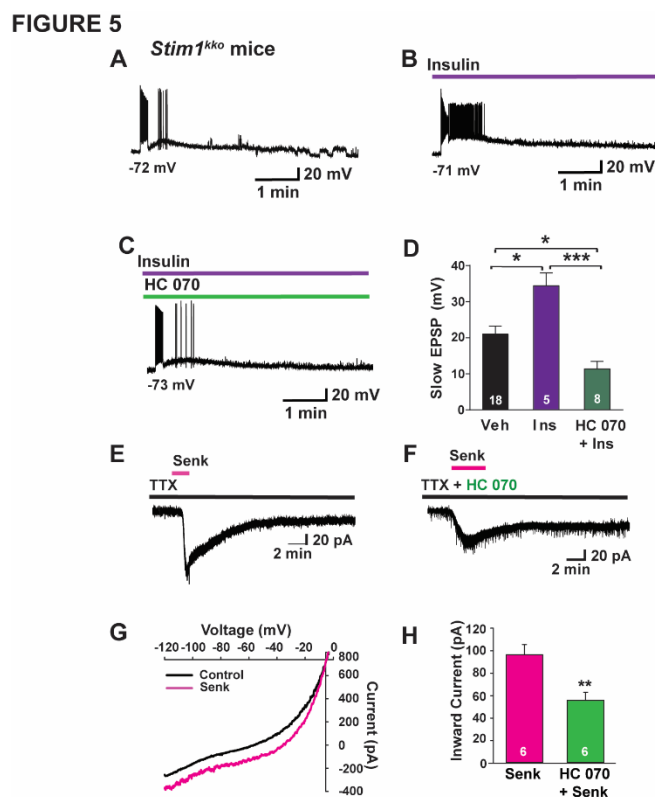 FIGURE 5
Stim1kko mice
A
-72 mV
20 mV
1 min
B
Insulin
-71 mV
20 mV
1 min
C
Insulin
HC 070
-73 mV
20 mV
1 min
D
*
* ***
Slow EPSP (mV)
40
30
20
10
0
18 5 8
Veh Ins HC 070
+ Ins
E
Senk
TTX
20 pA
2 min
F
Senk
TTX + HC 070
20 pA
2 min
G
Voltage (mV)
-120 -80 -60 -40 -20 0
Control
Senk
800
600
400
200
0
-200
-400
Current (pA)
H
Inward Current (pA)
120
100
80
60
40
20
0
**
6 6
Senk HC 070
+ Senk